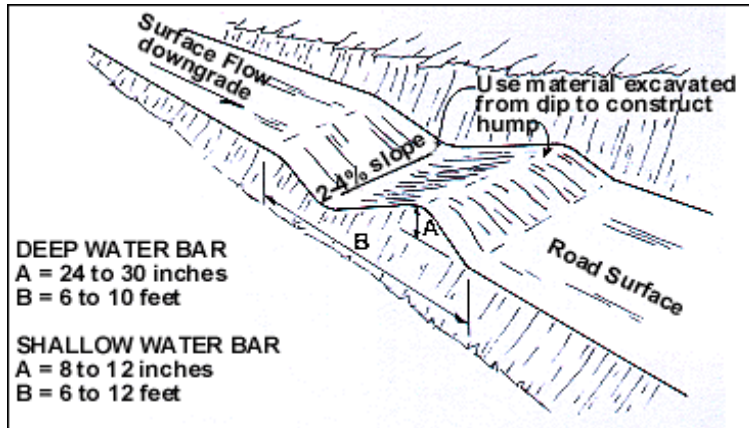 Surface Flow
downgrade
Use material excavated
from dip to construct
hump
2-4% slope
A
B
Road Surface
DEEP WATER BAR
A = 24 to 30 inches
B = 6 to 10 feet
SHALLOW WATER BAR
A = 8 to 12 inches
B = 6 to 12 feet